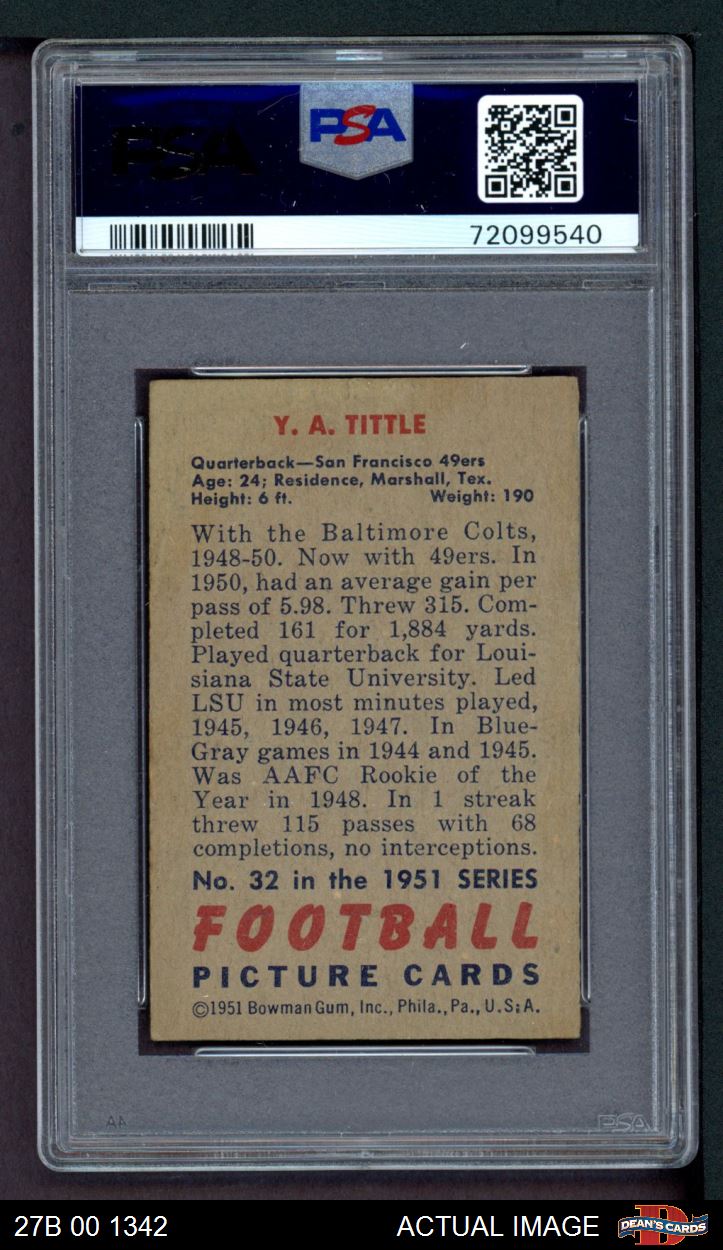 PSA
PSA
72099540
Y. A. TITTLE
Quarterback—San Francisco 49ers
Age: 24; Residence, Marshall, Tex.
Height: 6 ft. Weight: 190
With the Baltimore Colts,
1948-50. Now with 49ers. In
1950, had an average gain per
pass of 5.98. Threw 315. Com-
pleted 161 for 1,884 yards.
Played quarterback for Loui-
siana State University. Led
LSU in most minutes played,
1945, 1946, 1947. In Blue-
Gray games in 1944 and 1945.
Was AAFC Rookie of the
Year in 1948. In 1 streak
threw 115 passes with 68
completions, no interceptions.
No. 32 in the 1951 SERIES
FOOTBALL
PICTURE CARDS
©1951 Bowman Gum, Inc., Phila., Pa., U.S.A.
AA
PSA
27B 00 1342
ACTUAL IMAGE
DEAN'S CARDS